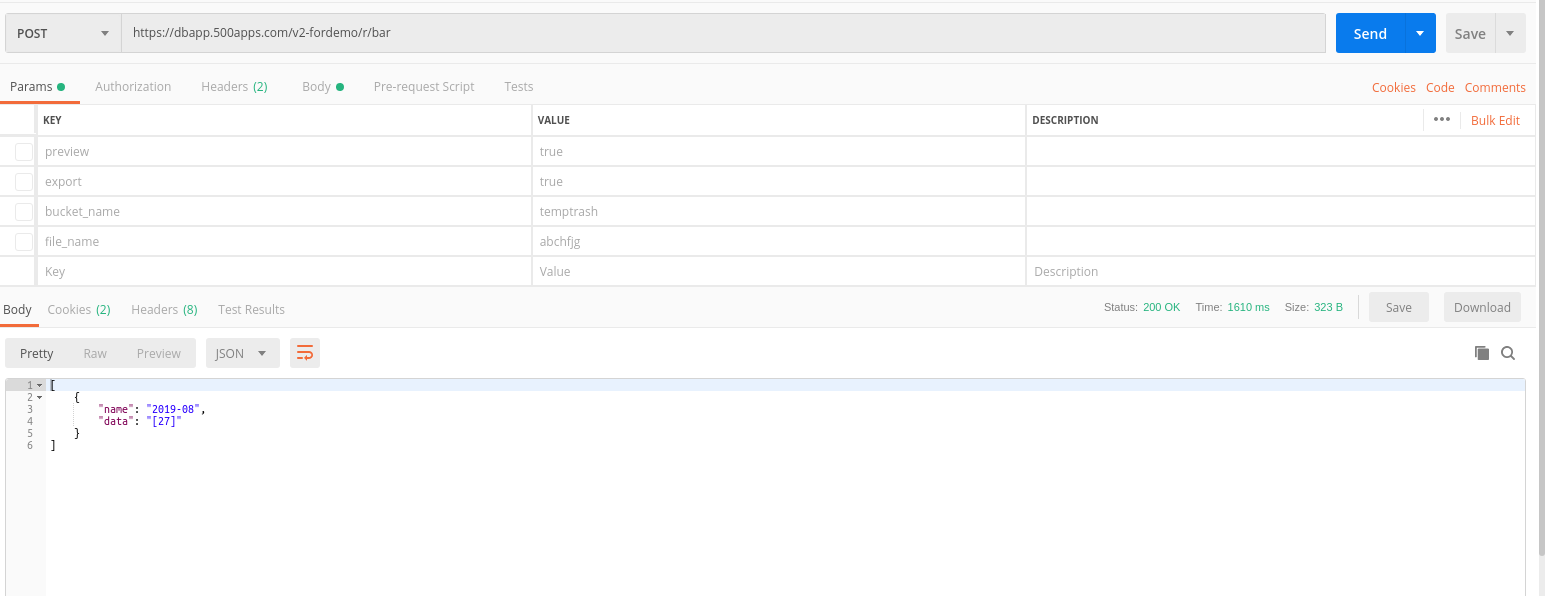 POST https://dbapp.500apps.com/v2-fordemo/r/bar Send Save
Params Authorization Headers (2) Body Pre-request Script Tests Cookies Code Comments
KEY VALUE DESCRIPTION ••• Bulk Edit
preview true
export true
bucket_name temptrash
file_name abchfjg
Key Value Description
Body Cookies (2) Headers (8) Test Results Status: 200 OK Time: 1610 ms Size: 323 B Save Download
Pretty Raw Preview JSON
1 [
2 {
3 "name": "2019-08",
4 "data": "[27]"
5 }
6 ]